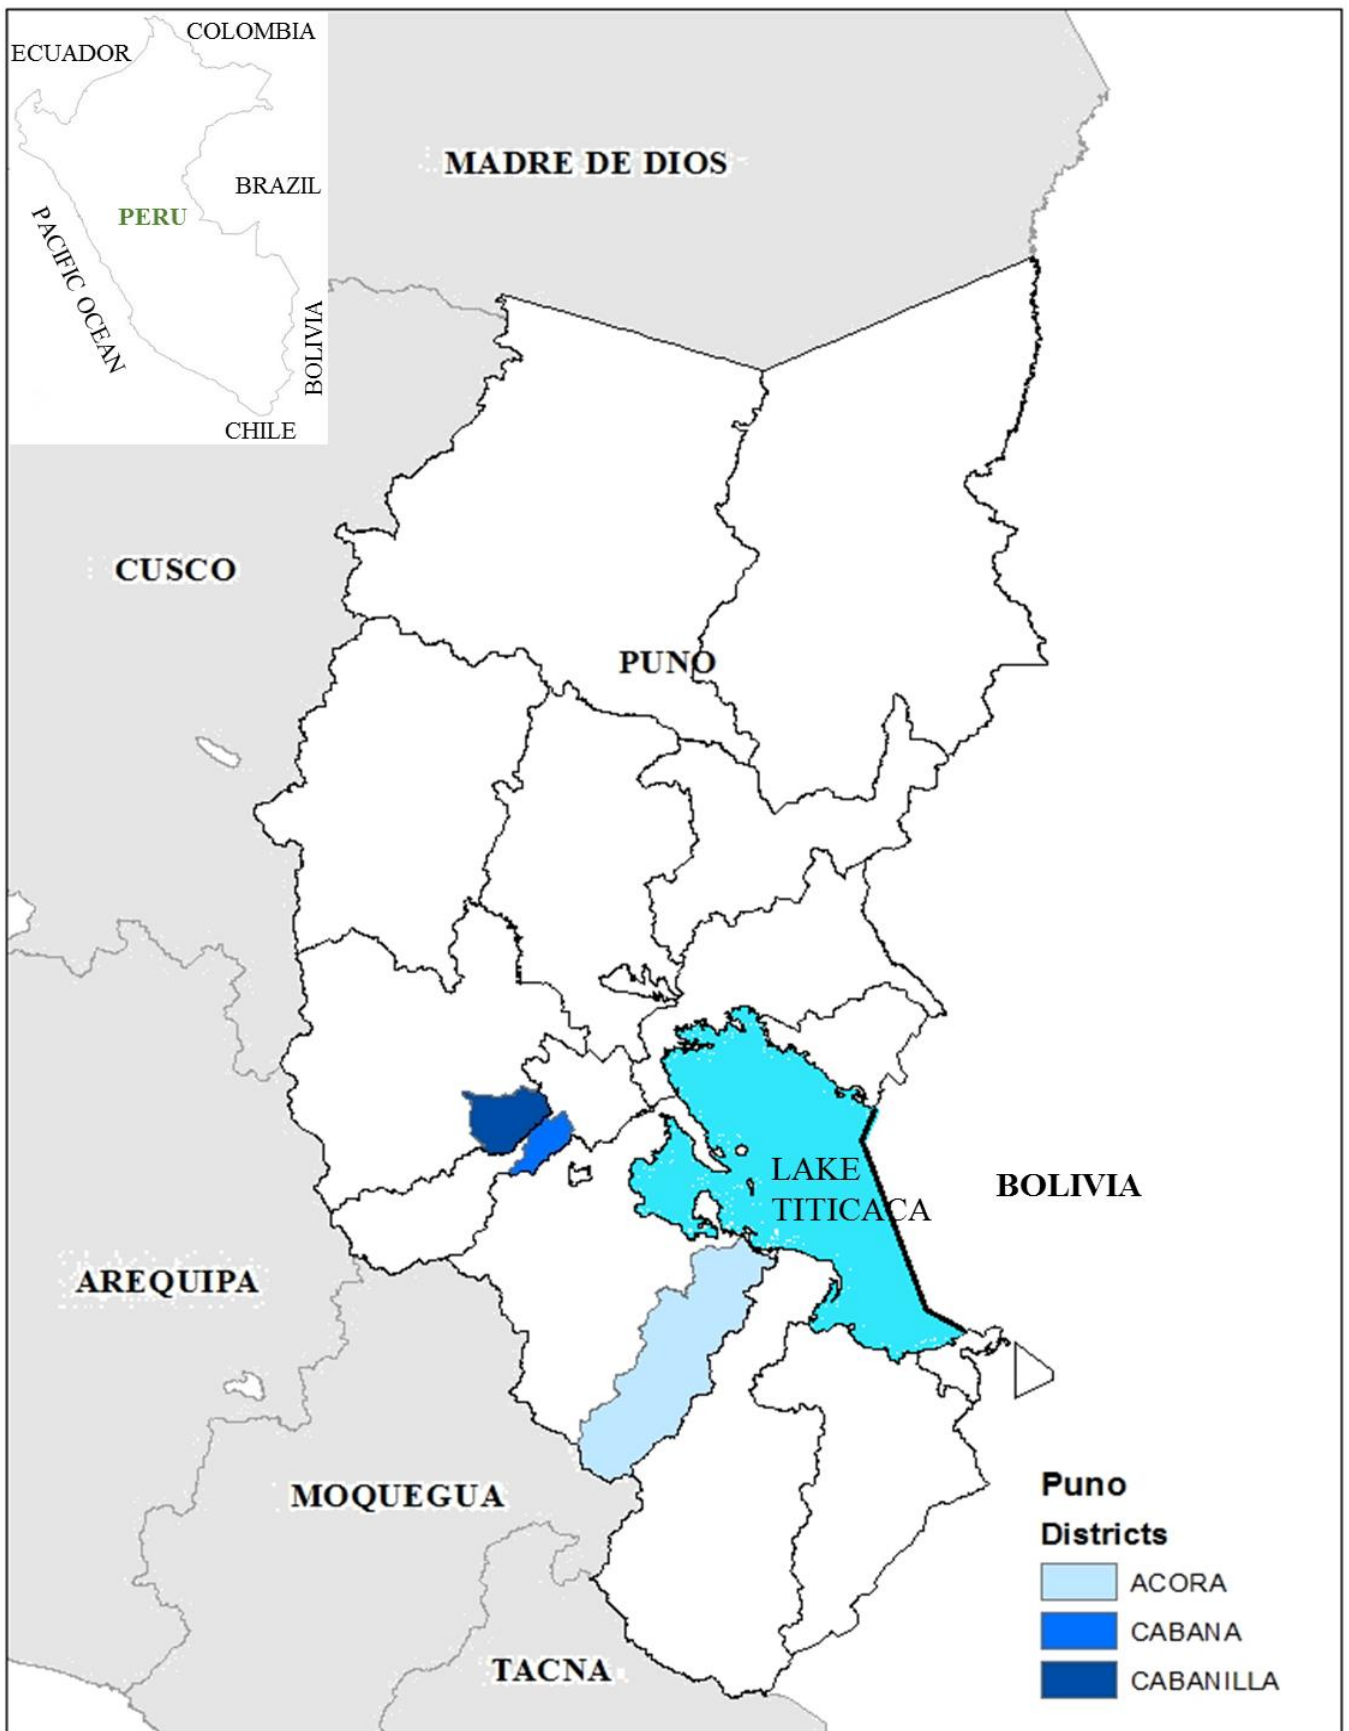 COLOMBIA
ECUADOR
MADRE DE DIOS
BRAZIL
PERU
PACIFIC OCEAN
BOLIVIA
CHILE
CUSCO
PUNO
LAKE
TITICACA
BOLIVIA
AREQUIPA
MOQUEGUA
TACNA
Puno
Districts
ACORA
CABANA
CABANILLA